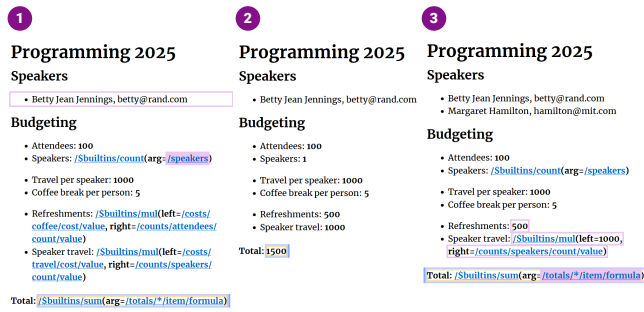 1
Programming 2025
Speakers
• Betty Jean Jennings, betty@rand.com
Budgeting
• Attendees: 100
• Speakers: /$builtins/count(arg=/speakers)
• Travel per speaker: 1000
• Coffee break per person: 5
• Refreshments: /$builtins/mul(left=/costs/
coffee/cost/value, right=/counts/attendees/
count/value)
• Speaker travel: /$builtins/mul(left=/costs/
travel/cost/value, right=/counts/speakers/
count/value)
Total: /$builtins/sum(arg=/totals/*/item/formula)
2
Programming 2025
Speakers
• Betty Jean Jennings, betty@rand.com
Budgeting
• Attendees: 100
• Speakers: 1
• Travel per speaker: 1000
• Coffee break per person: 5
• Refreshments: 500
• Speaker travel: 1000
Total: 1500
3
Programming 2025
Speakers
• Betty Jean Jennings, betty@rand.com
• Margaret Hamilton, hamilton@mit.com
Budgeting
• Attendees: 100
• Speakers: /$builtins/count(arg=/speakers)
• Travel per speaker: 1000
• Coffee break per person: 5
• Refreshments: 500
• Speaker travel: /$builtins/mul(left=1000,
right=/counts/speakers/count/value)
Total: /$builtins/sum(arg=/totals/*/item/formula)